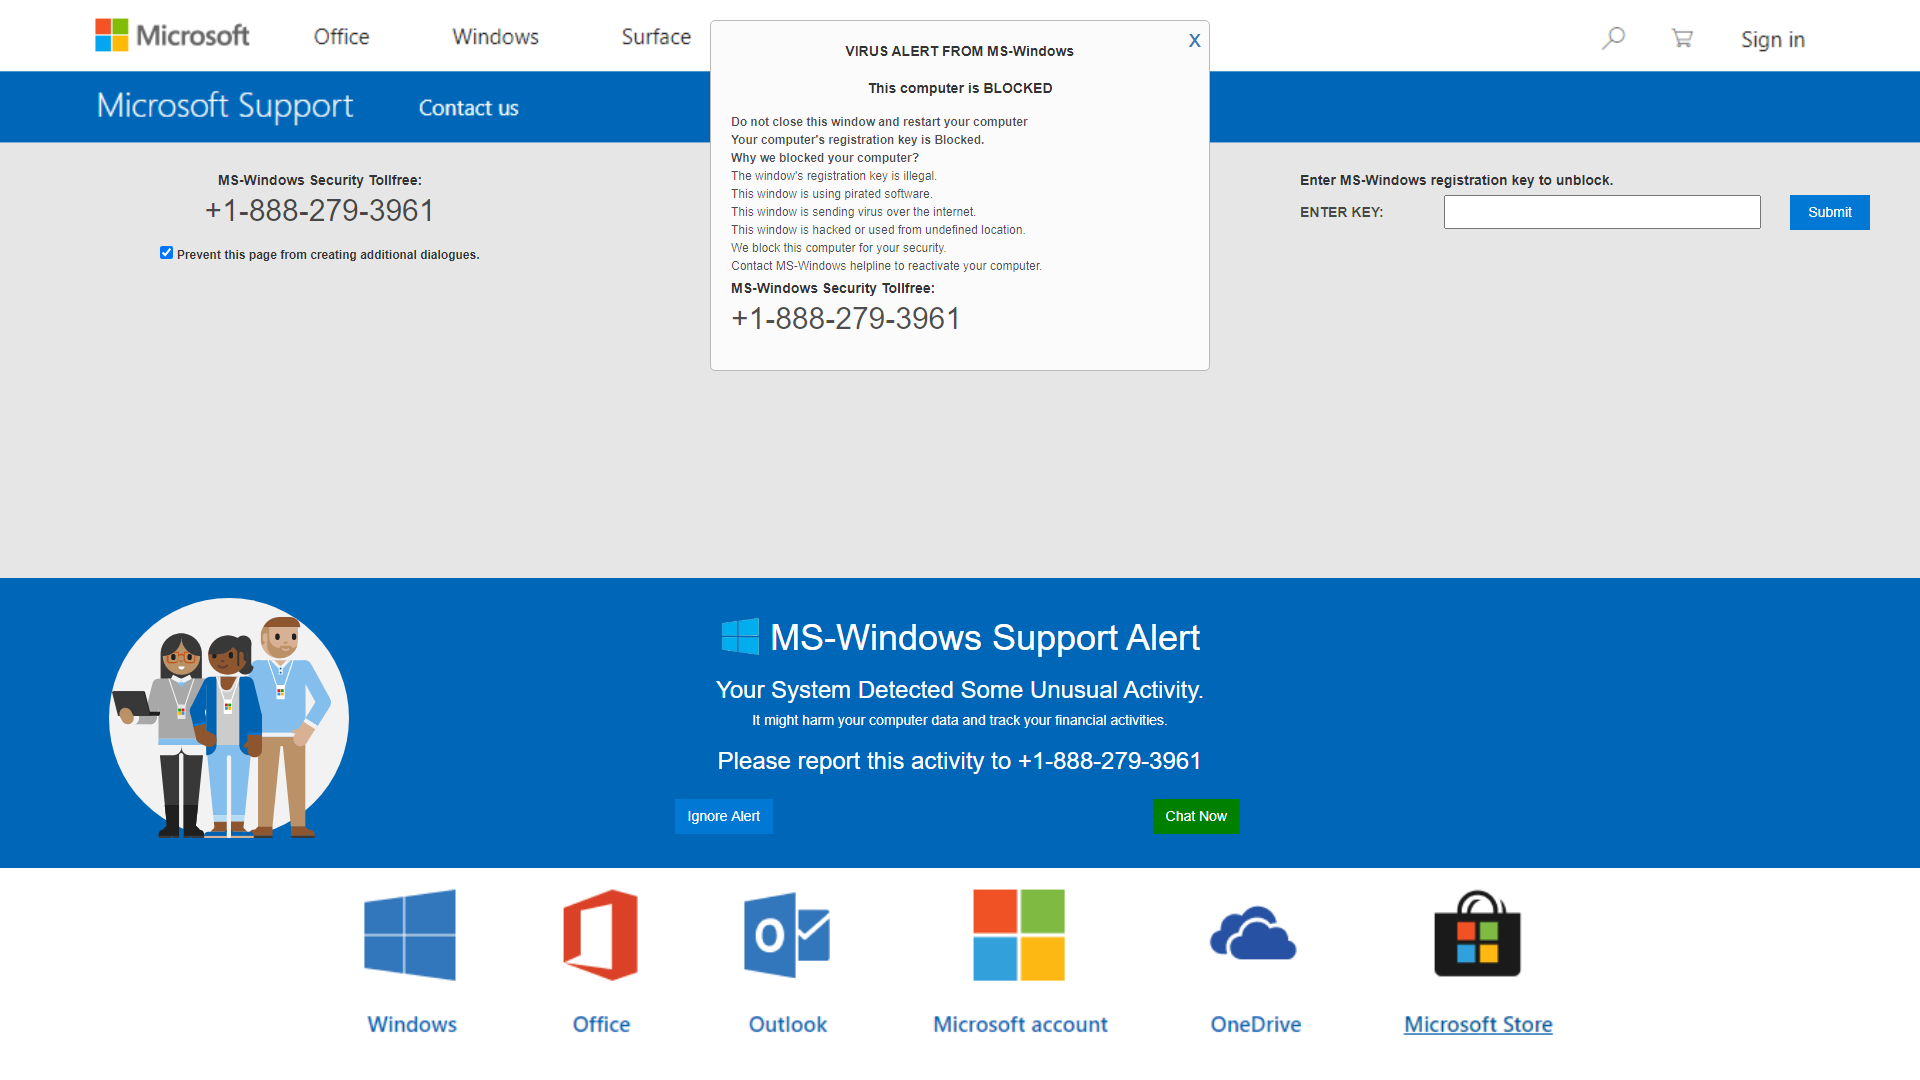 Microsoft
Office
Windows
Surface
Sign in
Microsoft Support
Contact us
X
VIRUS ALERT FROM MS-Windows
This computer is BLOCKED
Do not close this window and restart your computer
Your computer's registration key is Blocked.
Why we blocked your computer?
The window's registration key is illegal.
This window is using pirated software.
This window is sending virus over the internet.
This window is hacked or used from undefined location.
We block this computer for your security.
Contact MS-Windows helpline to reactivate your computer.
MS-Windows Security Tollfree:
+1-888-279-3961
MS-Windows Security Tollfree:
+1-888-279-3961
Prevent this page from creating additional dialogues.
Enter MS-Windows registration key to unblock.
ENTER KEY:
Submit
MS-Windows Support Alert
Your System Detected Some Unusual Activity.
It might harm your computer data and track your financial activities.
Please report this activity to +1-888-279-3961
Ignore Alert
Chat Now
Windows
Office
Outlook
Microsoft account
OneDrive
Microsoft Store